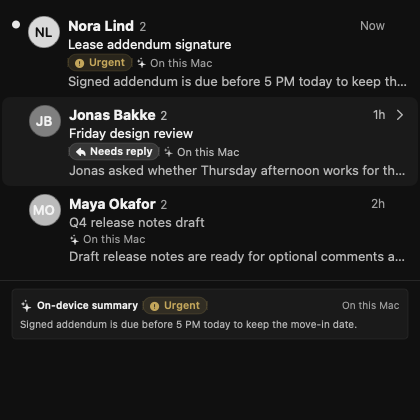 NL Nora Lind 2 Now
Lease addendum signature
Urgent On this Mac
Signed addendum is due before 5 PM today to keep th...
JB Jonas Bakke 2 1h
Friday design review
Needs reply On this Mac
Jonas asked whether Thursday afternoon works for th...
MO Maya Okafor 2 2h
Q4 release notes draft
On this Mac
Draft release notes are ready for optional comments a...
On-device summary Urgent On this Mac
Signed addendum is due before 5 PM today to keep the move-in date.